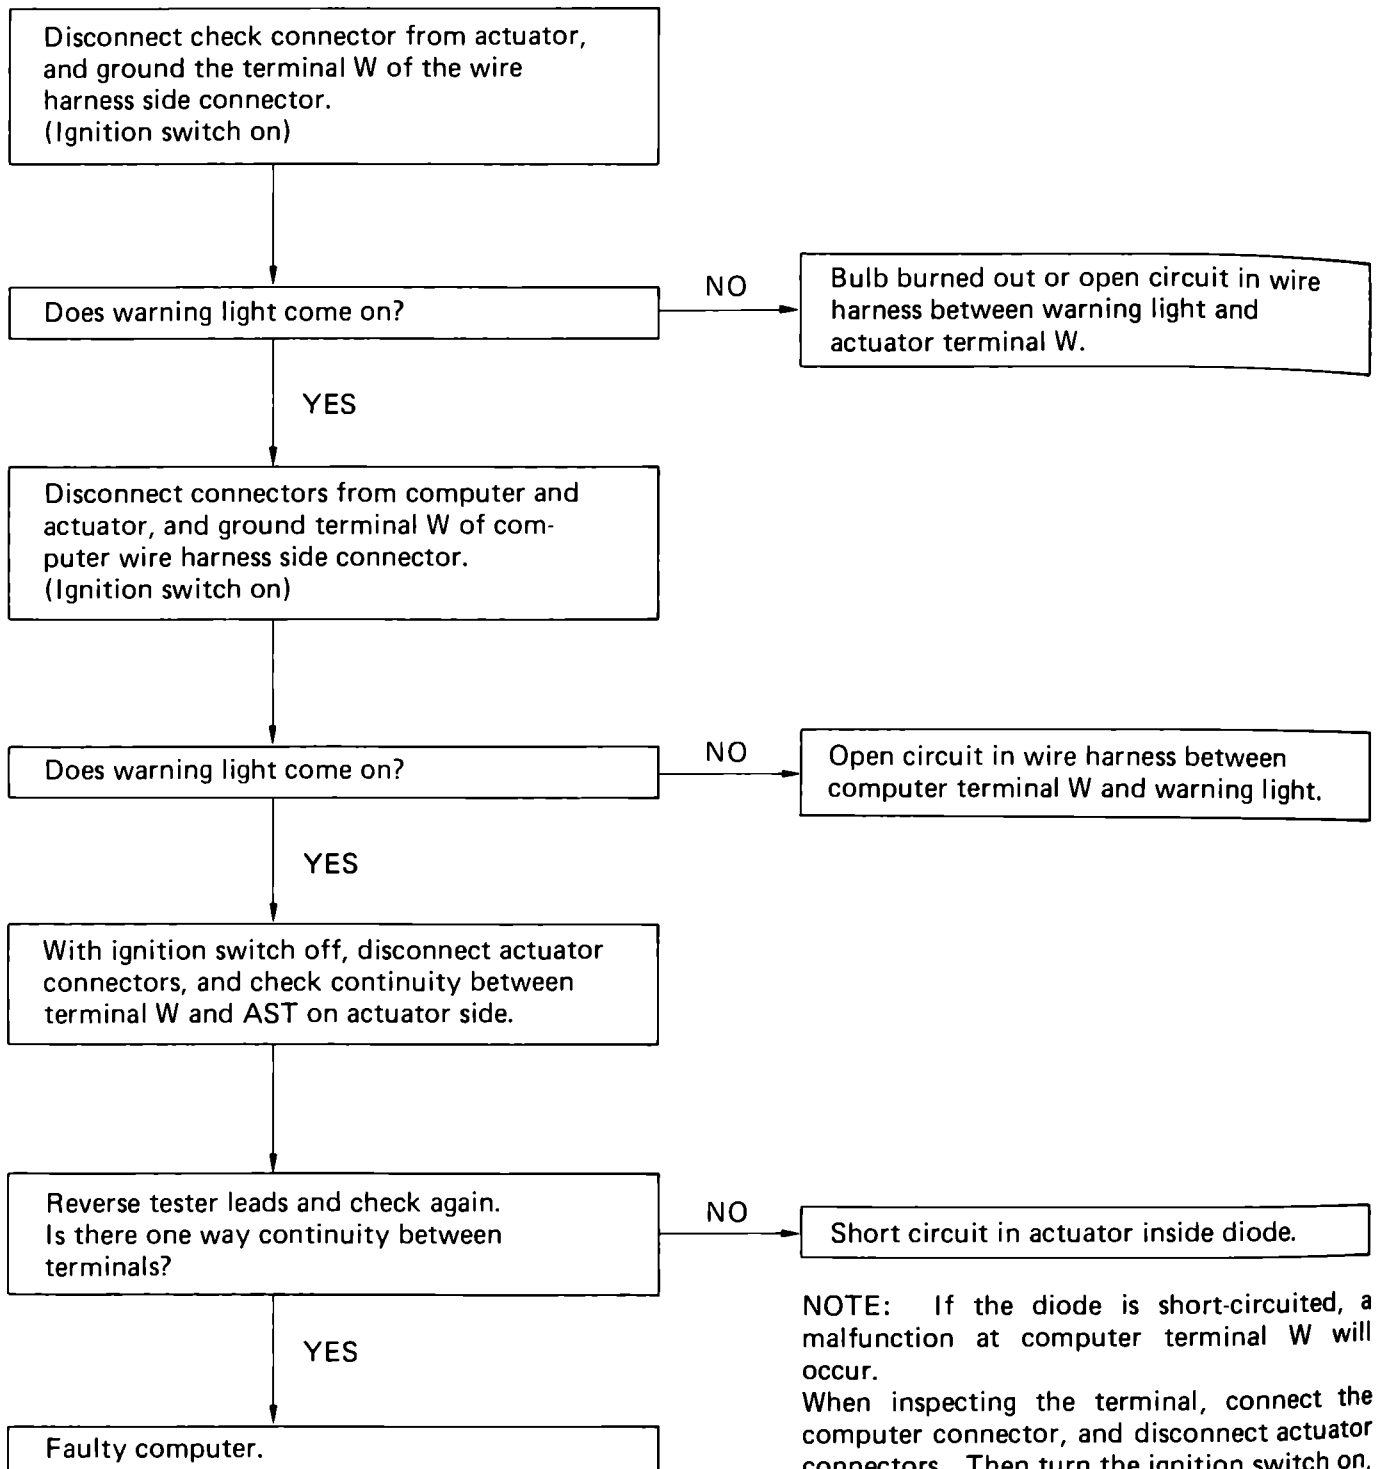 Disconnect check connector from actuator,
and ground the terminal W of the wire
harness side connector.
(Ignition switch on)
Does warning light come on?
NO
Bulb burned out or open circuit in wire
harness between warning light and
actuator terminal W.
YES
Disconnect connectors from computer and
actuator, and ground terminal W of com-
puter wire harness side connector.
(Ignition switch on)
Does warning light come on?
NO
Open circuit in wire harness between
computer terminal W and warning light.
YES
With ignition switch off, disconnect actuator
connectors, and check continuity between
terminal W and AST on actuator side.
Reverse tester leads and check again.
Is there one way continuity between
terminals?
NO
Short circuit in actuator inside diode.
YES
Faulty computer.
NOTE: If the diode is short-circuited, a
malfunction at computer terminal W will
occur.
When inspecting the terminal, connect the
computer connector, and disconnect actuator
connectors. Then turn the ignition switch on,